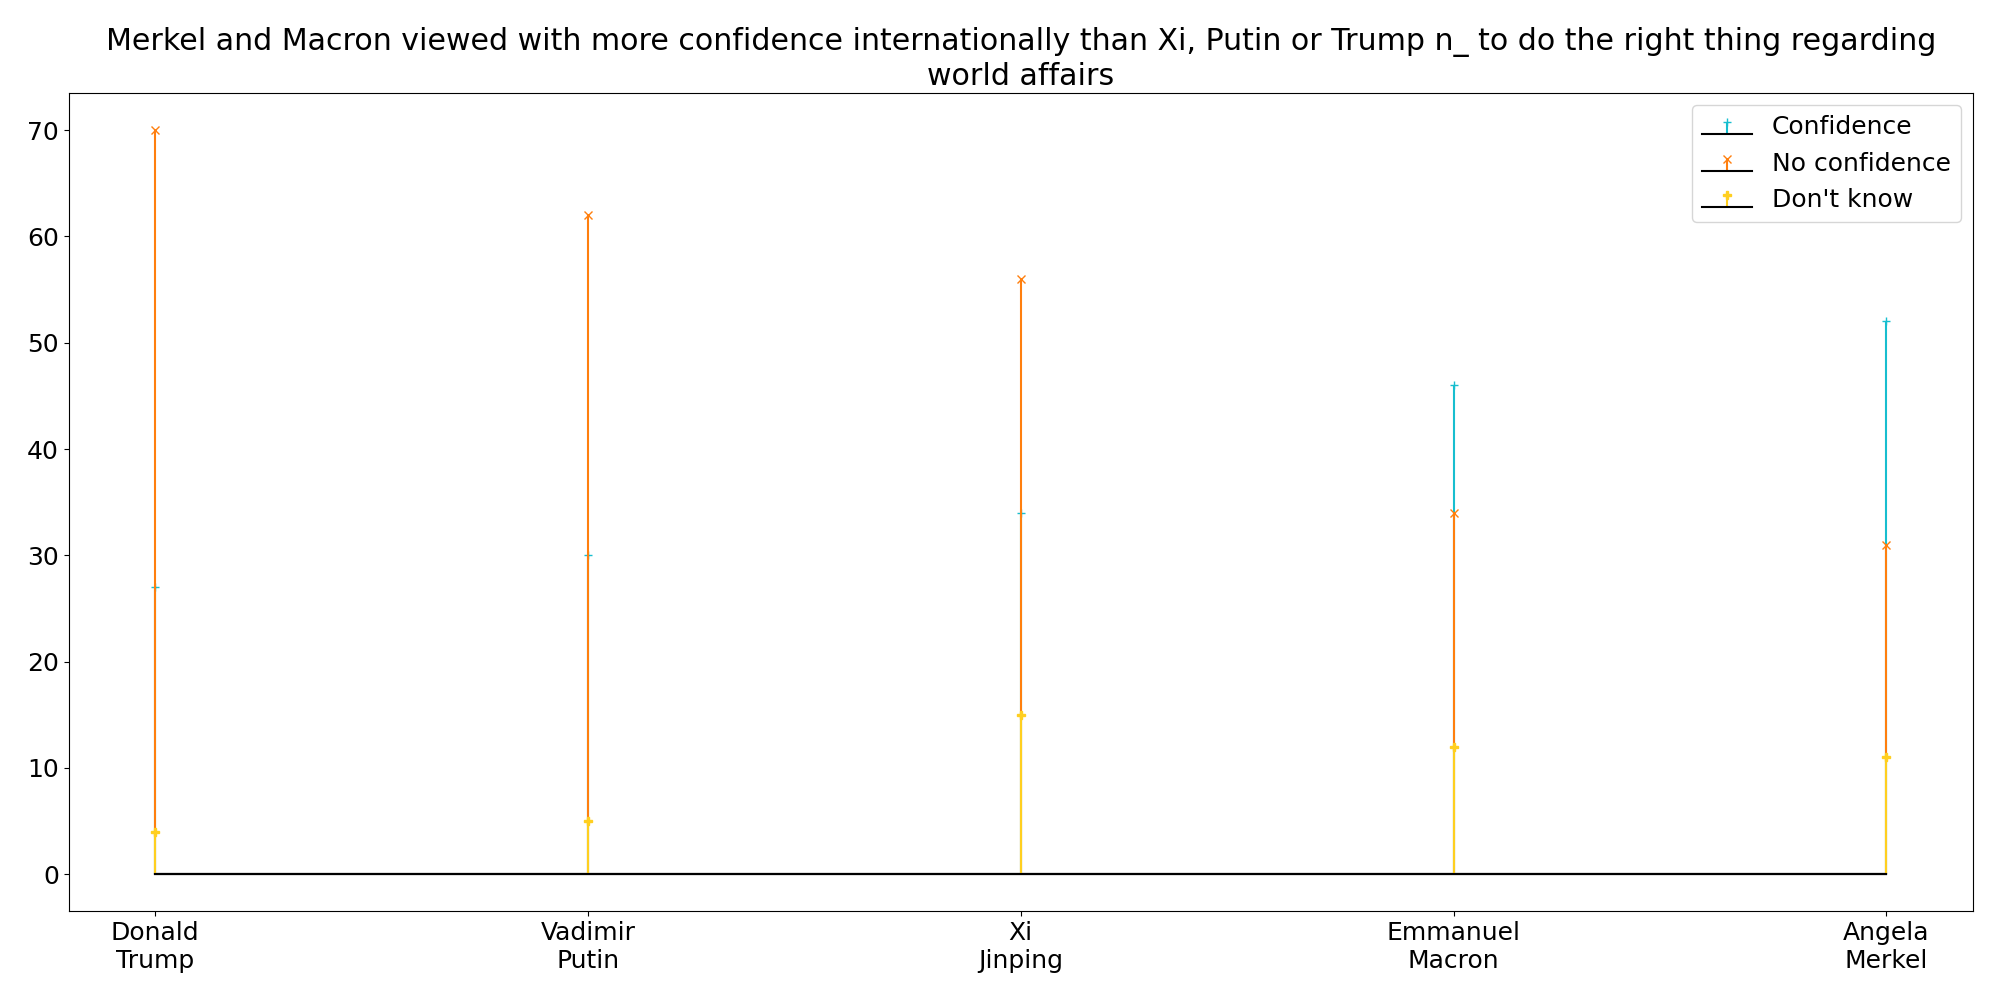 Merkel and Macron viewed with more confidence internationally than Xi, Putin or Trump n_ to do the right thing regarding
world affairs
Confidence
No confidence
Don't know
70
60
50
40
30
20
10
0
Donald
Trump
Vadimir
Putin
Xi
Jinping
Emmanuel
Macron
Angela
Merkel